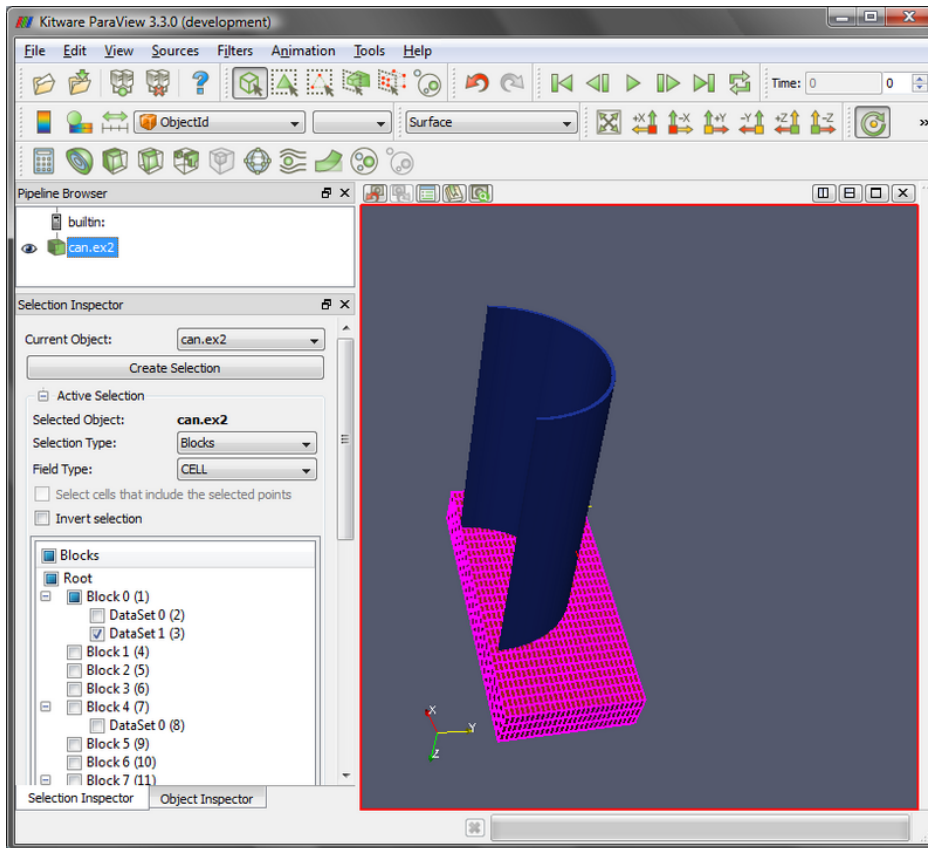 Kitware ParaView 3.3.0 (development)
File Edit View Sources Filters Animation Tools Help
Time: 0 0
ObjectId Surface +X -X +Y -Y +Z -Z »
Pipeline Browser
builtin:
can.ex2
Selection Inspector
Current Object: can.ex2
Create Selection
Active Selection
Selected Object: can.ex2
Selection Type: Blocks
Field Type: CELL
Select cells that include the selected points
Invert selection
Blocks
Root
Block 0 (1)
DataSet 0 (2)
DataSet 1 (3)
Block 1 (4)
Block 2 (5)
Block 3 (6)
Block 4 (7)
DataSet 0 (8)
Block 5 (9)
Block 6 (10)
Block 7 (11)
Selection Inspector Object Inspector
X
Y
Z